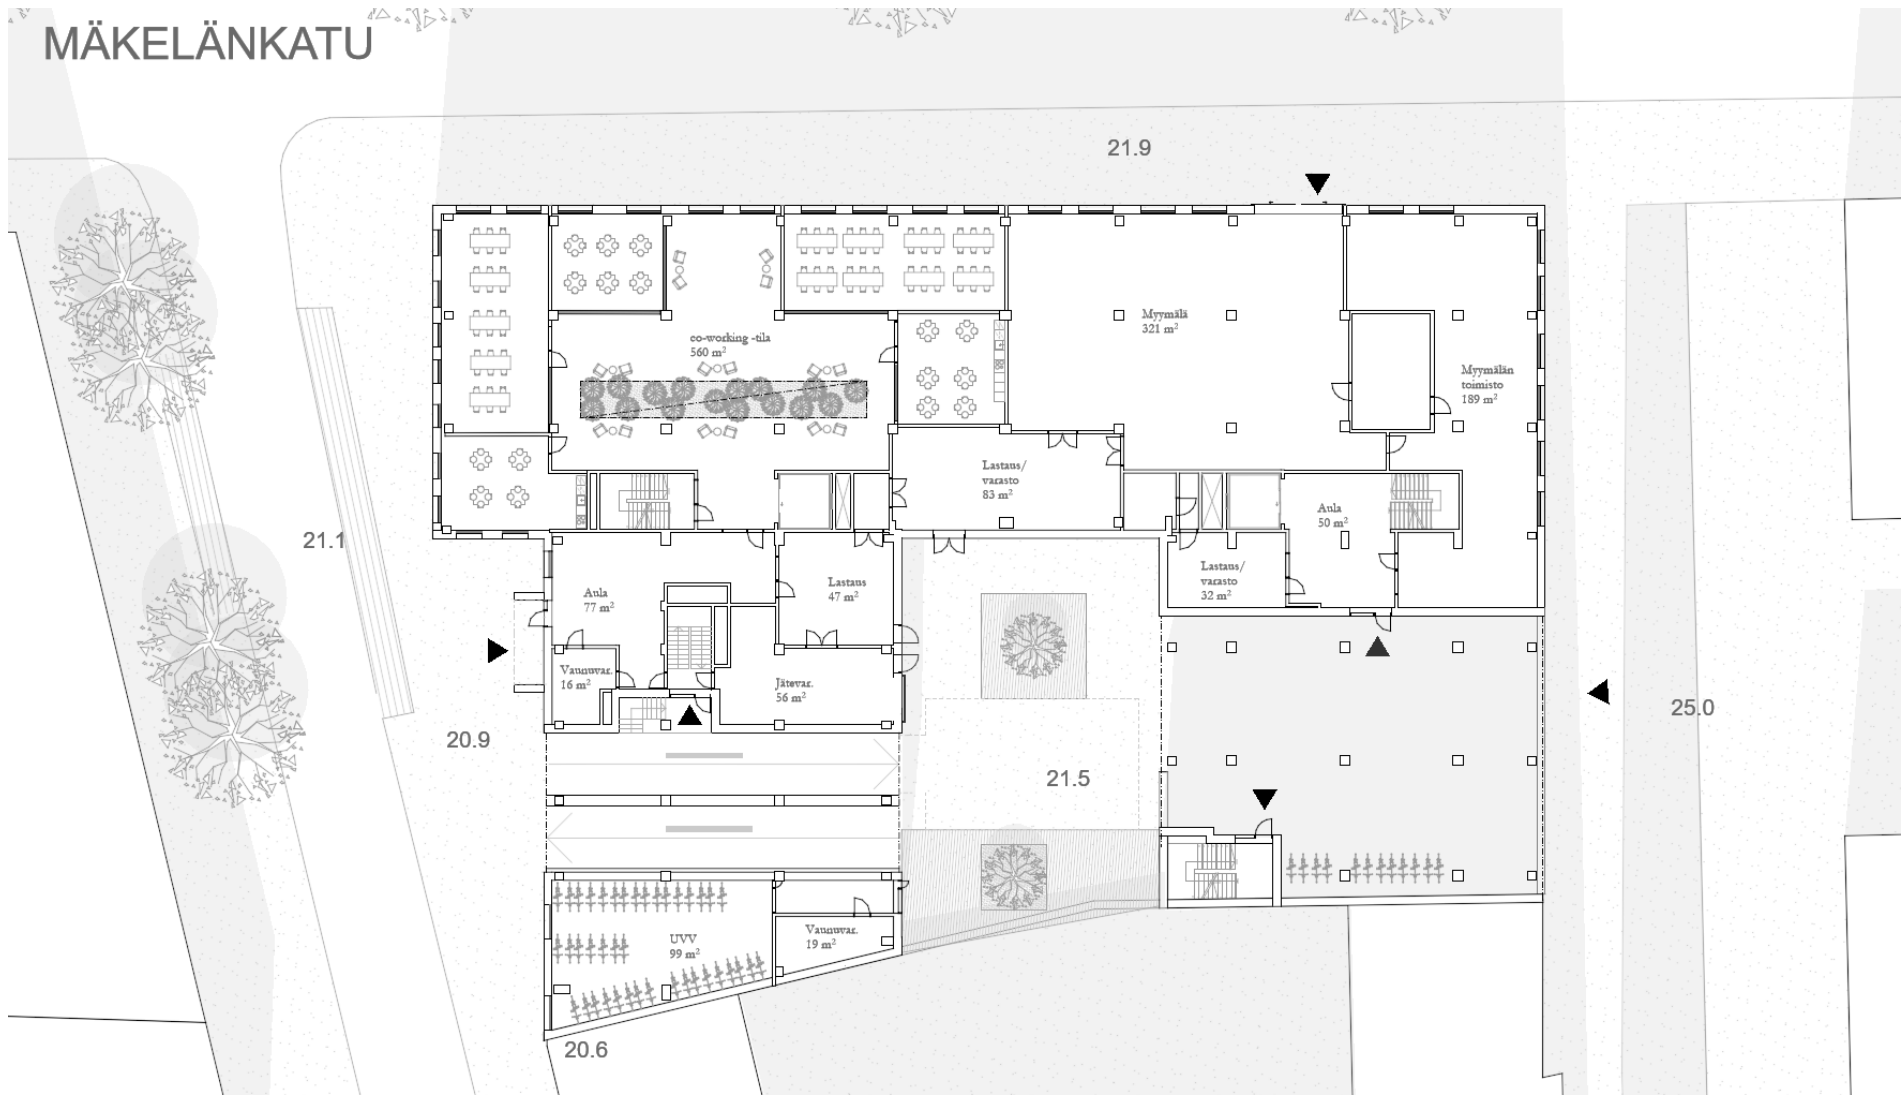 MÄKELÄNKATU
21.9
Myymälä
321 m²
co-working -tila
560 m²
Myymälän
toimisto
189 m²
Lastaus/
varasto
83 m²
Aula
50 m²
21.1
Lastaus/
varasto
32 m²
Lastaus
47 m²
Aula
77 m²
Vaunuvar.
16 m²
Jätevar.
56 m²
25.0
20.9
21.5
UVV
99 m²
Vaunuvar.
19 m²
20.6